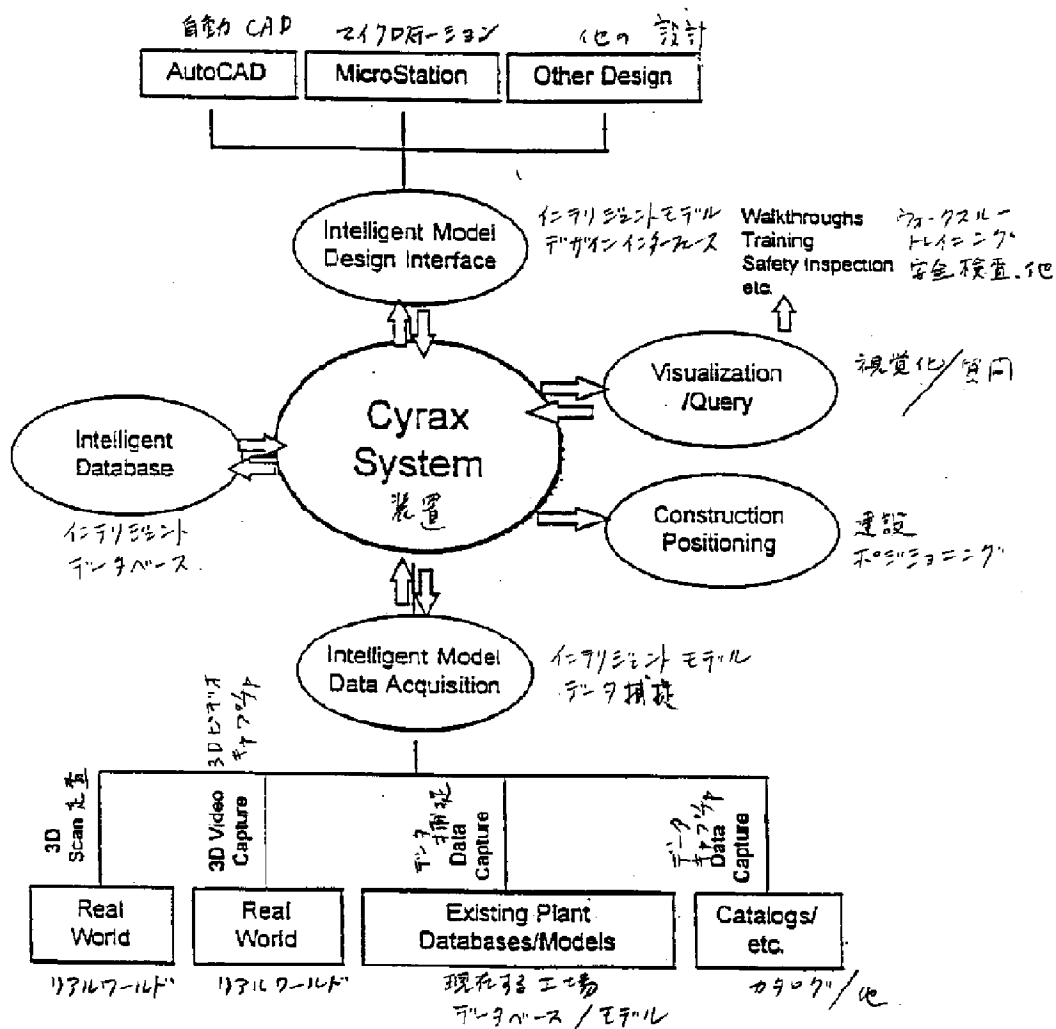 自動 CAD
マイクロステーション
他の 設計
AutoCAD
MicroStation
Other Design
Intelligent Model
Design Interface
インテリジェントモデル
デザインインターフェース
Walkthroughs
Training
Safety Inspection
etc.
ウォークスルー
トレイニング
安全検査、他
Visualization
/Query
視覚化/質問
Cyrax
System
装置
Intelligent
Database
インテリジェント
データベース
Construction
Positioning
建設
ポジショニング
Intelligent Model
Data Acquisition
インテリジェント モデル
データ捕捉
3D
Scan 走査
3Dビデオ
キャプチャ
3D Video
Capture
データ捕捉
Data
Capture
データ
キャプチャ
Data
Capture
Real
World
リアルワールド
Real
World
リアルワールド
Existing Plant
Databases/Models
現在する工場
データベース/モデル
Catalogs/
etc.
カタログ/他